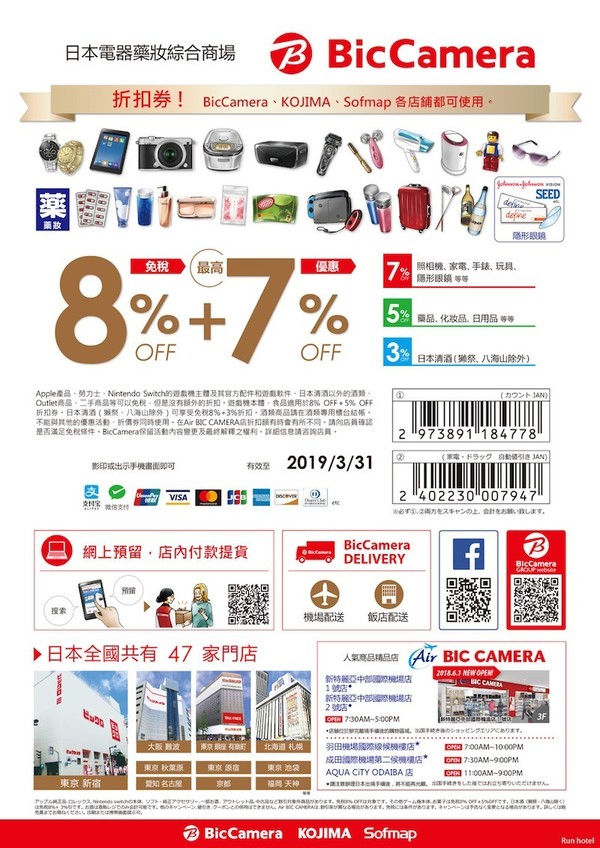 日本電器藥妝綜合商場
BicCamera
折扣券！ BicCamera、KOJIMA、Sofmap 各店鋪都可使用。
藥
藥妝
Johnson & Johnson VISION
define
SEED
etc.
define
隱形眼鏡
免稅
最高
優惠
8%OFF+7%OFF
7%OFF 照相機、家電、手錶、玩具、
隱形眼鏡 等等
5%OFF 藥品、化妝品、日用品 等等
3%OFF 日本清酒（獺祭、八海山除外）
Apple產品、勞力士、Nintendo Switch的遊戲機主體及其官方配件和遊戲軟件、日本清酒以外的酒類、
Outlet商品、二手商品等可以免稅，但是沒有額外的折扣，遊戲機本體、食品適用於8% OFF＋5% OFF
折扣券。日本清酒（獺祭、八海山除外）可享受免稅8%+3%折扣。酒類商品請在酒類專用櫃台結帳。
不能與其他的優惠活動、折價券同時使用。在Air BIC CAMERA店折扣額有時會有所不同。請向店員確認
是否滿足免稅條件。BicCamera保留活動內容變更及最終解釋之權利。詳細信息請咨詢店員。
① （カウント JAN）
2 973891 184778
② （家電・ドラッグ 自動値引き JAN）
2 402230 007947
※必ず①、②両方をスキャンの上、会計をお願い致します。
影印或出示手機畫面即可 有效至 2019/3/31
支付宝
ALIPAY
微信支付
UnionPay
VISA
MasterCard
JCB
DISCOVER
Diners Club
etc
網上預留，店內付款提貨
搜索
預留
BicCamera
BicCamera
DELIVERY
機場配送
飯店配送
BicCamera
GROUP website
日本全國共有 47 家門店
東京 新宿
大阪 難波
東京 銀座 有樂町
北海道 札幌
東京 秋葉原
東京 原宿
東京 池袋
愛知 名古屋
京都
福岡 天神
等等
人氣商品精品店 Air BIC CAMERA
新特麗亞中部國際機場店
1 號店*
新特麗亞中部國際機場店
2 號店*
OPEN 7:30AM~5:00PM
2018.6.1 NEW OPEN!
3F
羽田機場國際線候機樓店*
OPEN 7:00AM~10:00PM
成田國際機場第二候機樓店*
OPEN 7:30AM~9:00PM
AQUA CiTY ODAIBA 店
OPEN 11:00AM~9:00PM
BicCamera KOJIMA Sofmap
Run hotel